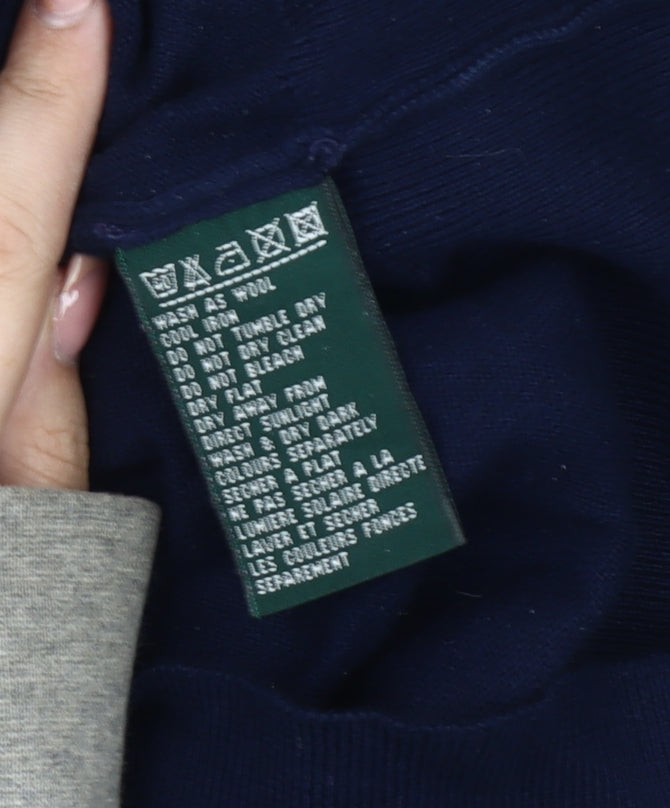 WASH AS WOOL
COOL IRON
DO NOT TUMBLE DRY
DO NOT DRY CLEAN
DO NOT BLEACH
DRY FLAT
DRY AWAY FROM
DIRECT SUNLIGHT
WASH & DRY DARK
COLOURS SEPARATELY
SECHER A PLAT
NE PAS SECHER A LA
LUMIERE SOLAIRE DIRECTE
LAVER ET SECHER
LES COULEURS FONCES
SEPAREMENT